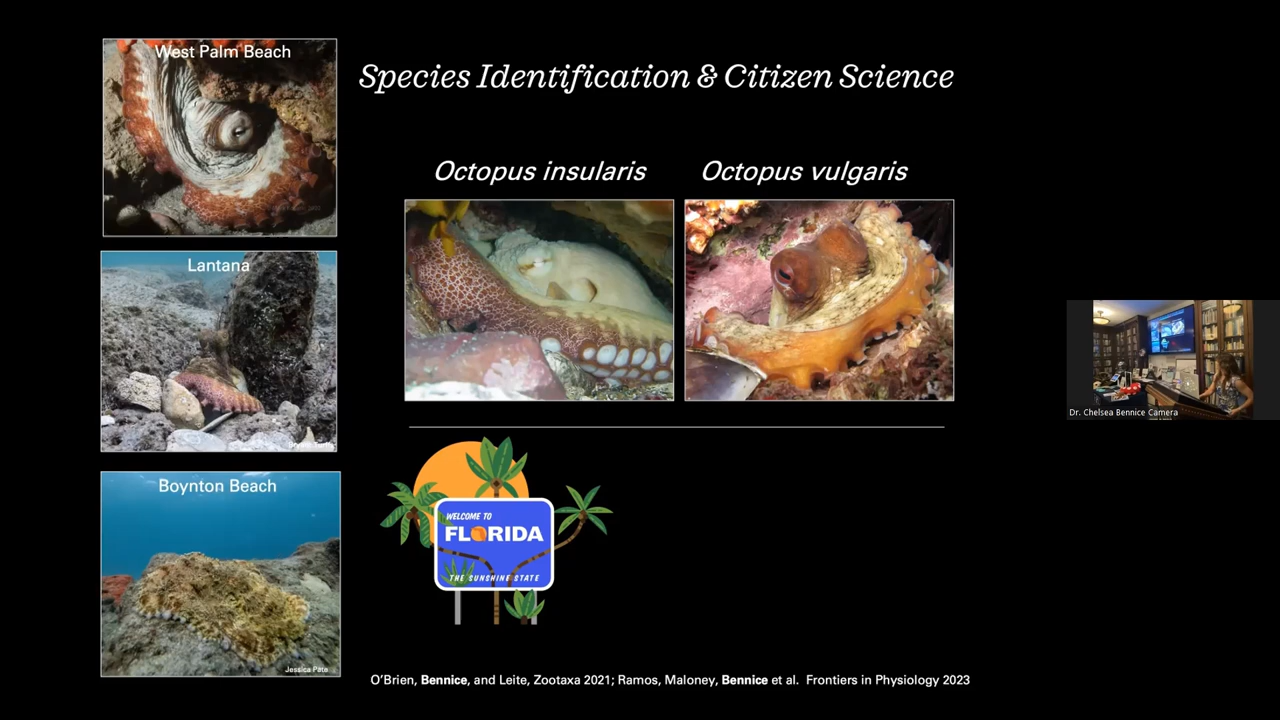 West Palm Beach
Species Identification & Citizen Science
Octopus insularis
Octopus vulgaris
Lantana
Boynton Beach
Jessica Pate
WELCOME TO
FLORIDA
THE SUNSHINE STATE
Dr. Chelsea Bennice Camera
O'Brien, Bennice, and Leite, Zootaxa 2021; Ramos, Maloney, Bennice et al. Frontiers in Physiology 2023